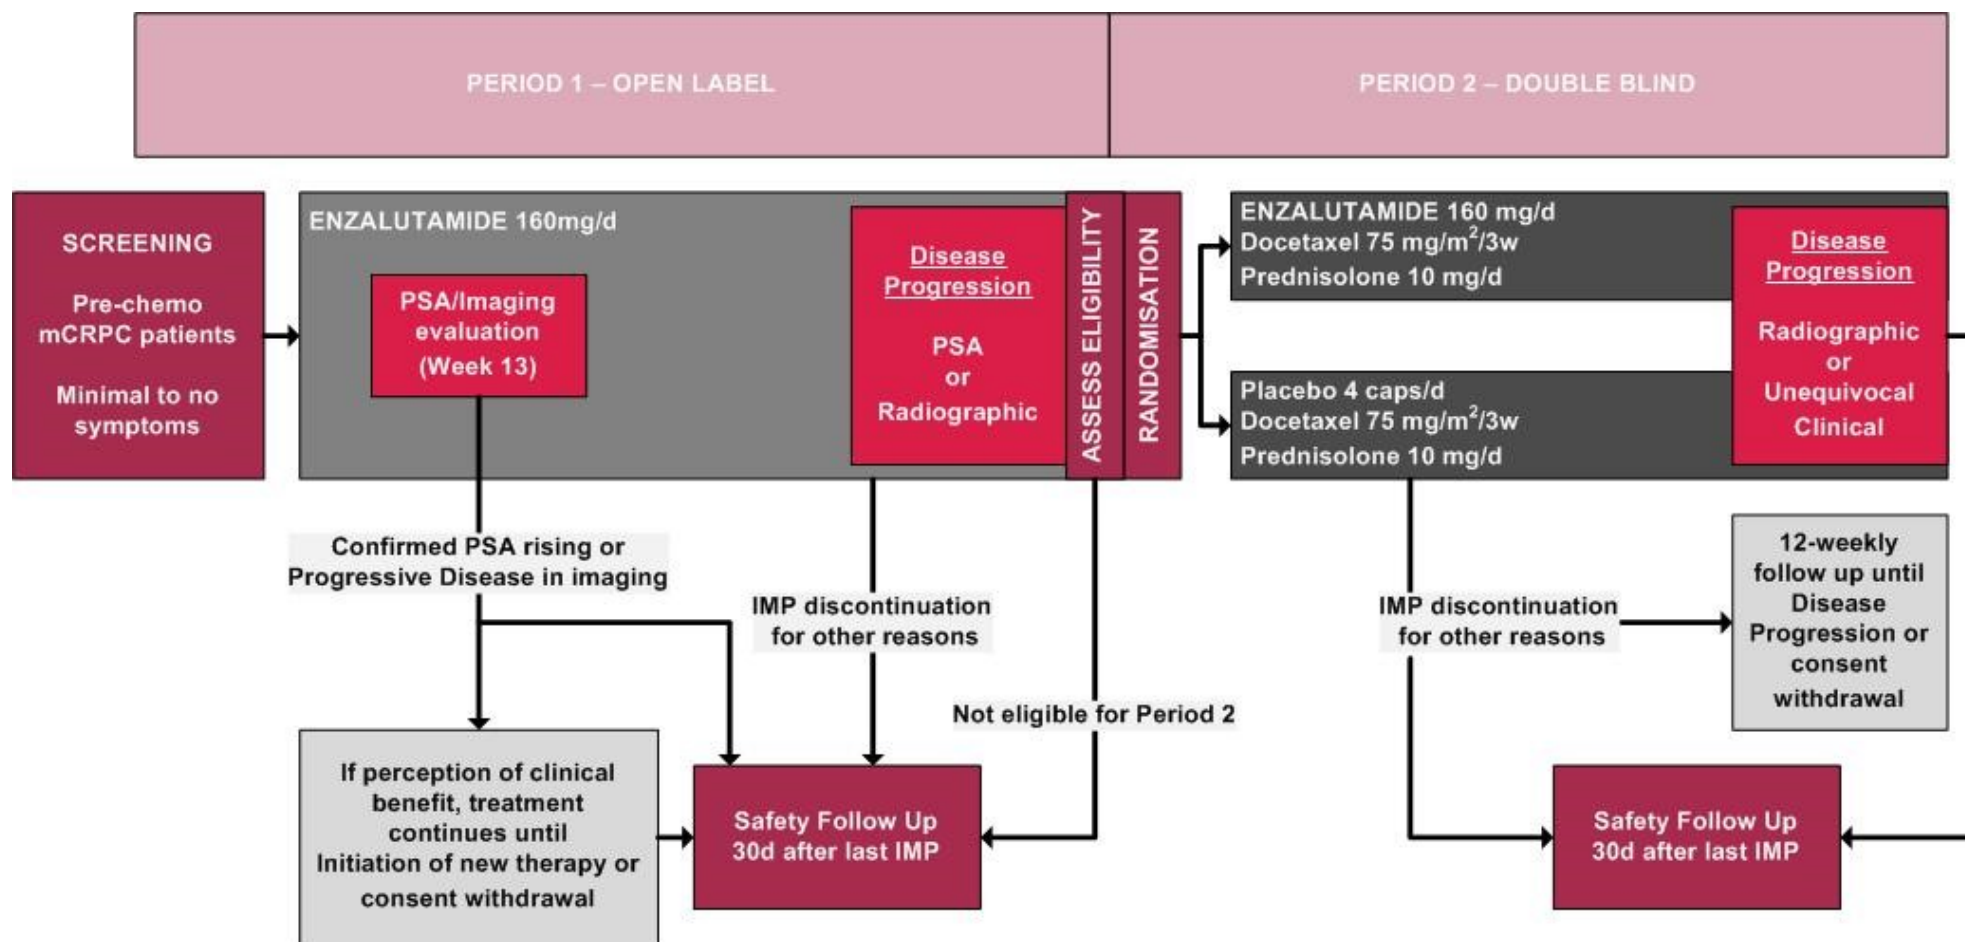 PERIOD 1 – OPEN LABEL
PERIOD 2 – DOUBLE BLIND
SCREENING
Pre-chemo
mCRPC patients
Minimal to no
symptoms
ENZALUTAMIDE 160mg/d
PSA/Imaging
evaluation
(Week 13)
Disease
Progression
PSA
or
Radiographic
ASSESS ELIGIBILITY
RANDOMISATION
ENZALUTAMIDE 160 mg/d
Docetaxel 75 mg/m²/3w
Prednisolone 10 mg/d
Placebo 4 caps/d
Docetaxel 75 mg/m²/3w
Prednisolone 10 mg/d
Disease
Progression
Radiographic
or
Unequivocal
Clinical
Confirmed PSA rising or
Progressive Disease in imaging
IMP discontinuation
for other reasons
Not eligible for Period 2
IMP discontinuation
for other reasons
12-weekly
follow up until
Disease
Progression or
consent
withdrawal
If perception of clinical
benefit, treatment
continues until
Initiation of new therapy or
consent withdrawal
Safety Follow Up
30d after last IMP
Safety Follow Up
30d after last IMP